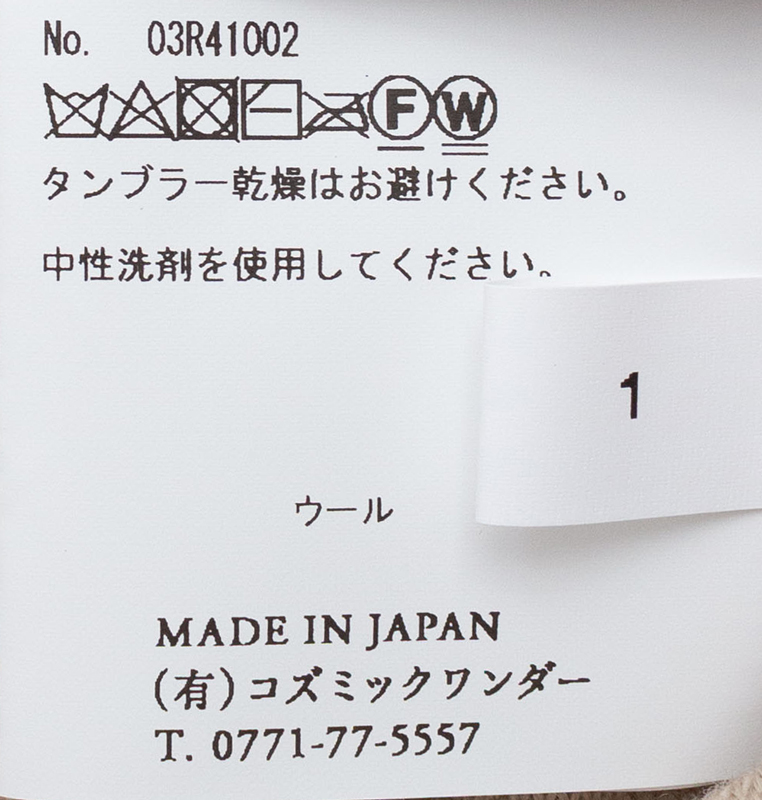 No. 03R41002
F W
タンブラー乾燥はお避けください。
中性洗剤を使用してください。
1
ウール
MADE IN JAPAN
(有)コズミックワンダー
T. 0771-77-5557